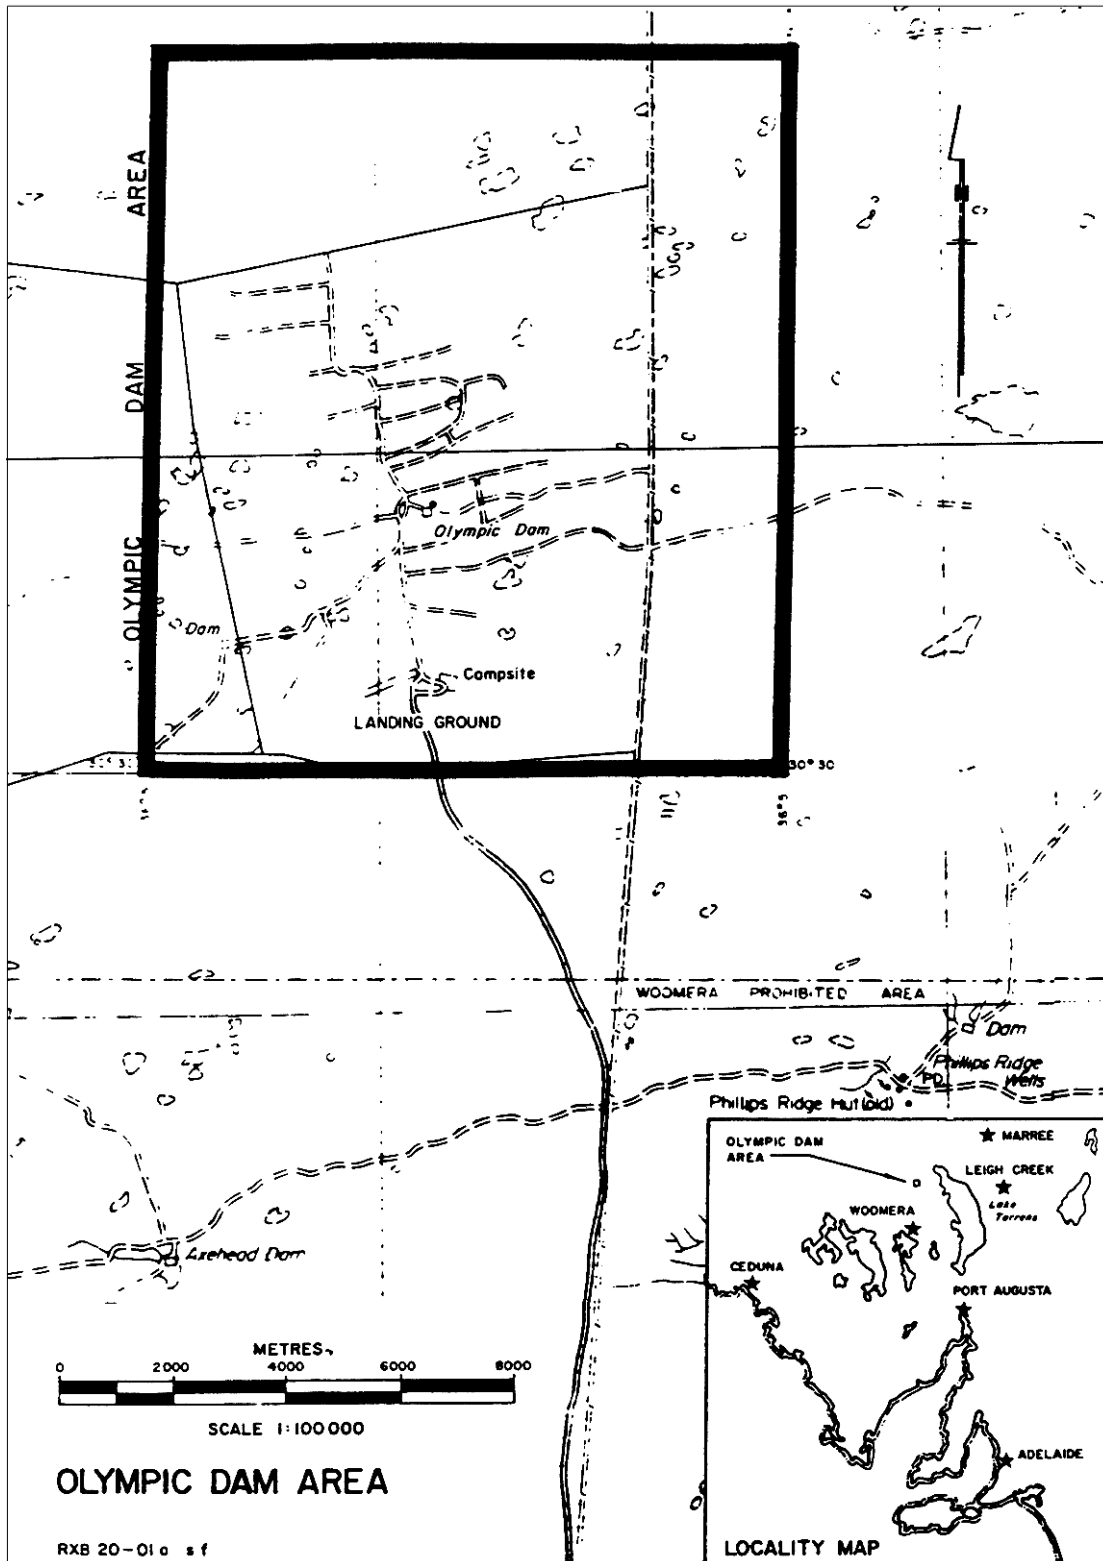 OLYMPIC DAM AREA
Olympic Dam
Dam
Campsite
LANDING GROUND
30° 30
WOOMERA PROHIBITED AREA
Dam
Phillips Ridge
Wells
PD
Phillips Ridge Hut (old)
Axehead Dam
OLYMPIC DAM
AREA
MARREE
LEIGH CREEK
Lake
Torrens
WOOMERA
CEDUNA
PORT AUGUSTA
ADELAIDE
LOCALITY MAP
METRES
0 2000 4000 6000 8000
SCALE 1:100 000
OLYMPIC DAM AREA
RXB 20-01a s f